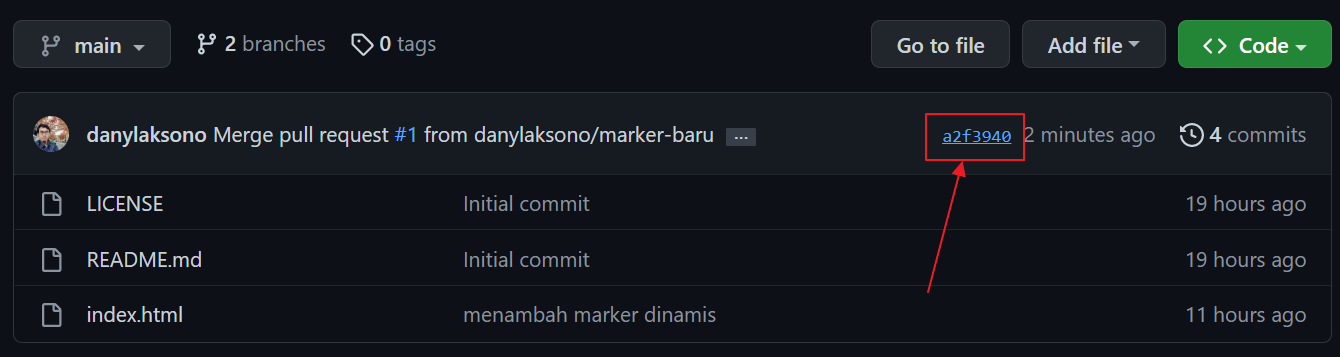 main 2 branches 0 tags Go to file Add file <> Code
danylaksono Merge pull request #1 from danylaksono/marker-baru ... a2f3940 2 minutes ago 4 commits
LICENSE Initial commit 19 hours ago
README.md Initial commit 19 hours ago
index.html menambah marker dinamis 11 hours ago